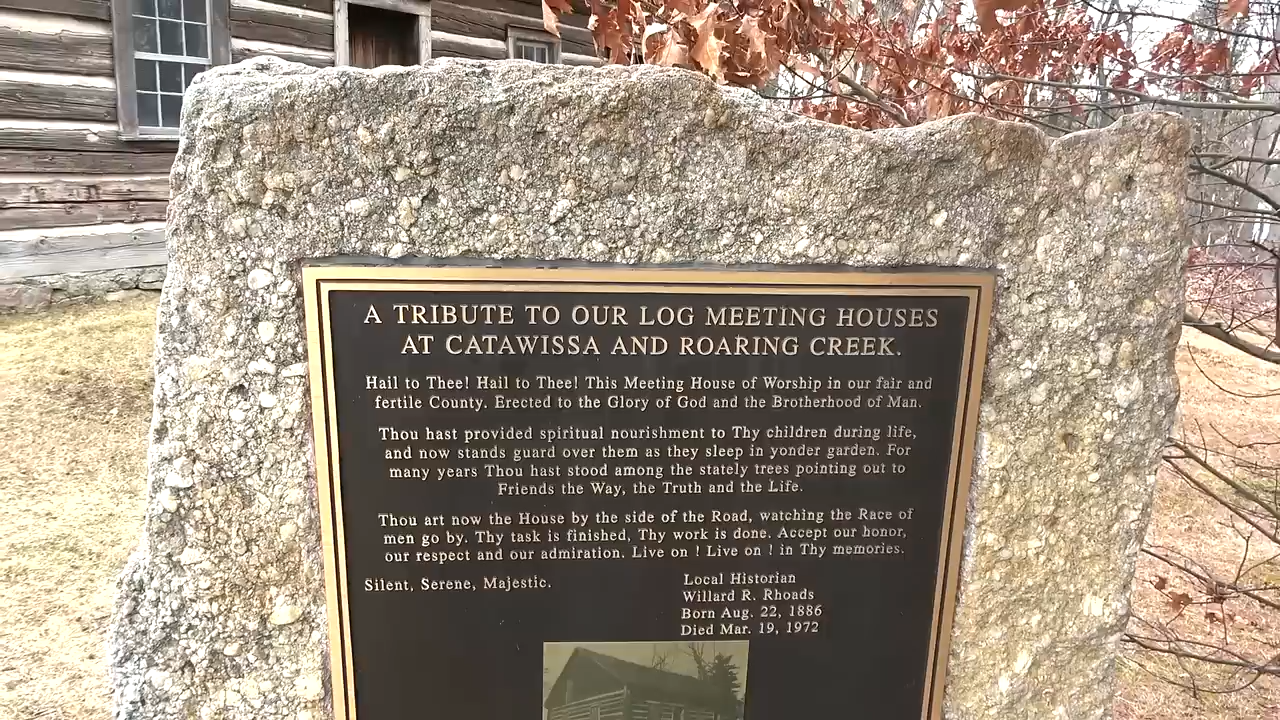 A TRIBUTE TO OUR LOG MEETING HOUSES
AT CATAWISSA AND ROARING CREEK.
Hail to Thee! Hail to Thee! This Meeting House of Worship in our fair and
fertile County. Erected to the Glory of God and the Brotherhood of Man.
Thou hast provided spiritual nourishment to Thy children during life,
and now stands guard over them as they sleep in yonder garden. For
many years Thou hast stood among the stately trees pointing out to
Friends the Way, the Truth and the Life.
Thou art now the House by the side of the Road, watching the Race of
men go by. Thy task is finished, Thy work is done. Accept our honor,
our respect and our admiration. Live on ! Live on ! in Thy memories.
Silent, Serene, Majestic.
Local Historian
Willard R. Rhoads
Born Aug. 22, 1886
Died Mar. 19, 1972